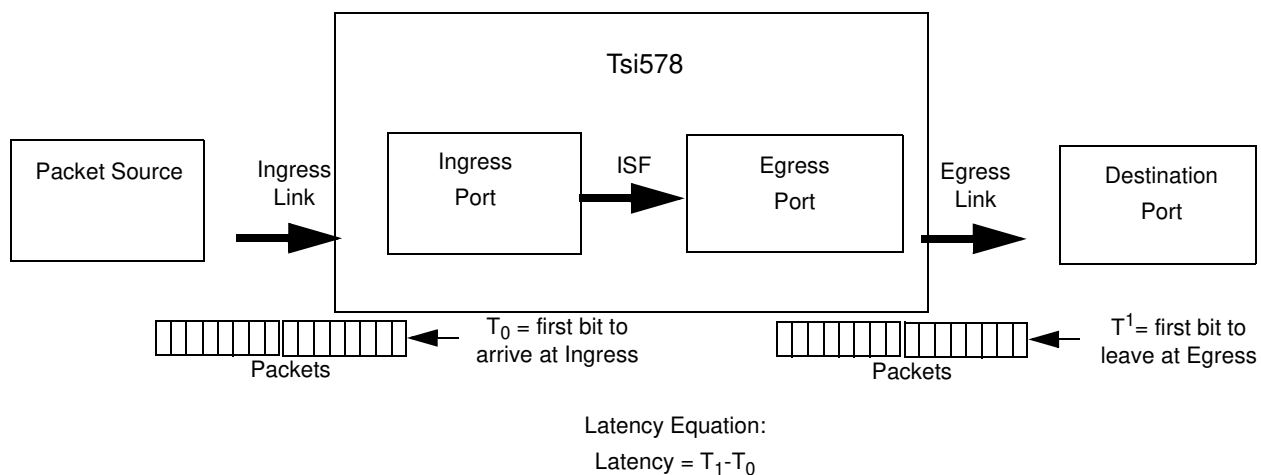 Tsi578
Packet Source
Ingress
Link
Ingress
Port
ISF
Egress
Port
Egress
Link
Destination
Port
T₀ = first bit to
arrive at Ingress
Packets
T¹= first bit to
leave at Egress
Packets
Latency Equation:
Latency = T₁-T₀